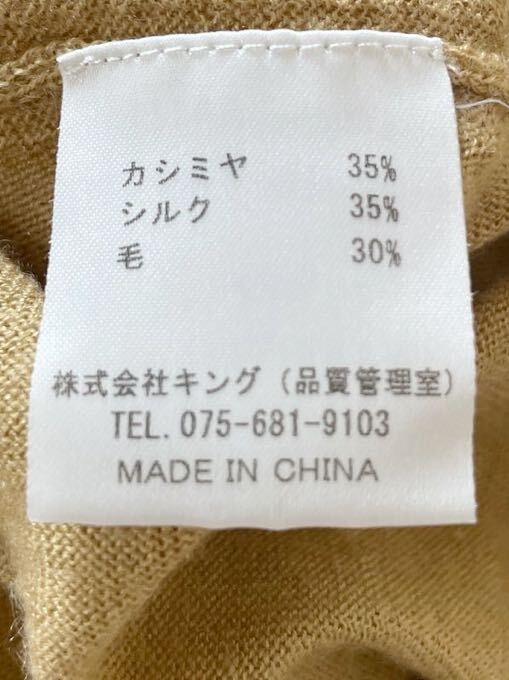 カシミヤ 35%
シルク 35%
毛 30%
株式会社キング (品質管理室)
TEL. 075-681-9103
MADE IN CHINA